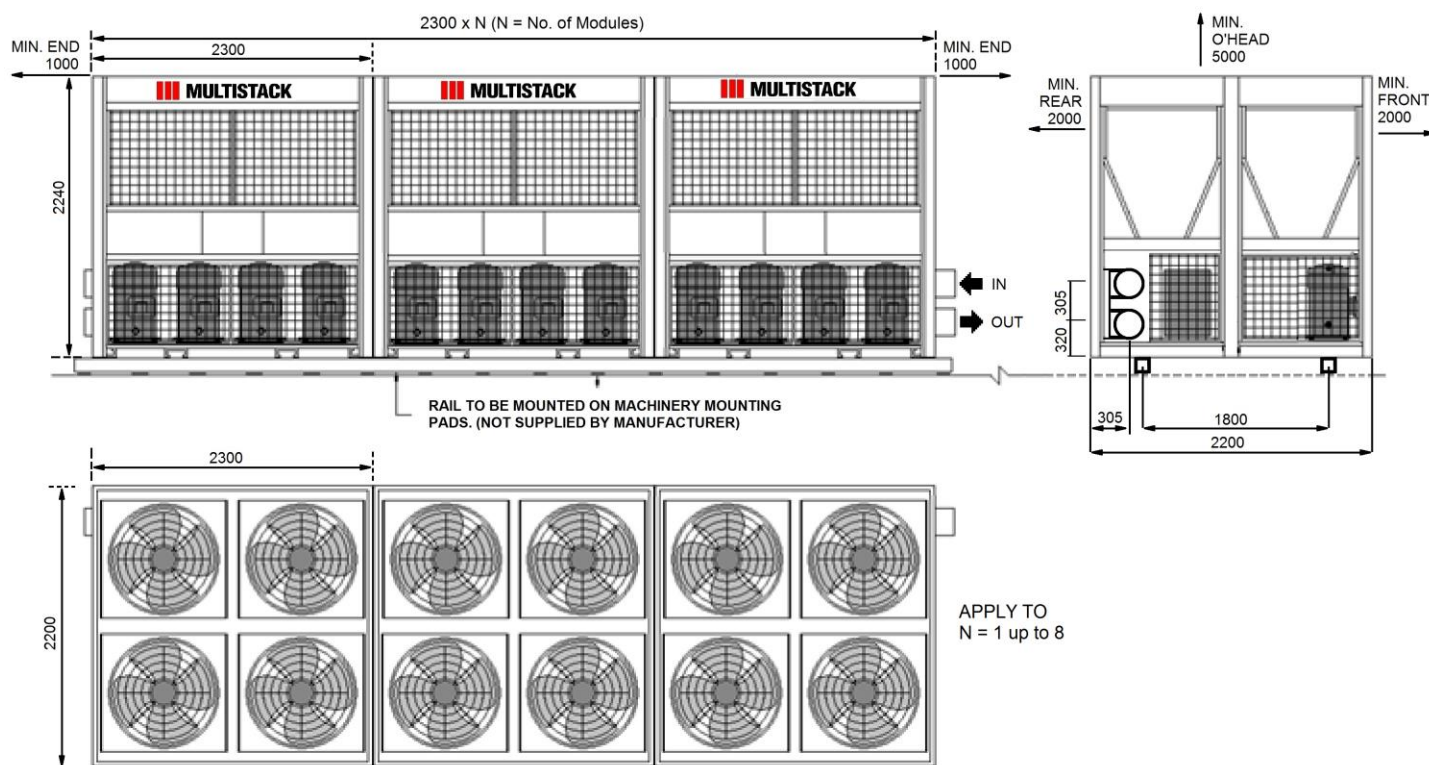 2300 x N (N = No. of Modules)
MIN. END
1000
2300
MIN. END
1000
MIN.
O'HEAD
5000
MIN.
REAR
2000
MIN.
FRONT
2000
MULTISTACK
MULTISTACK
MULTISTACK
2240
IN
OUT
305
320
RAIL TO BE MOUNTED ON MACHINERY MOUNTING
PADS. (NOT SUPPLIED BY MANUFACTURER)
305
1800
2200
2300
2200
APPLY TO
N = 1 up to 8